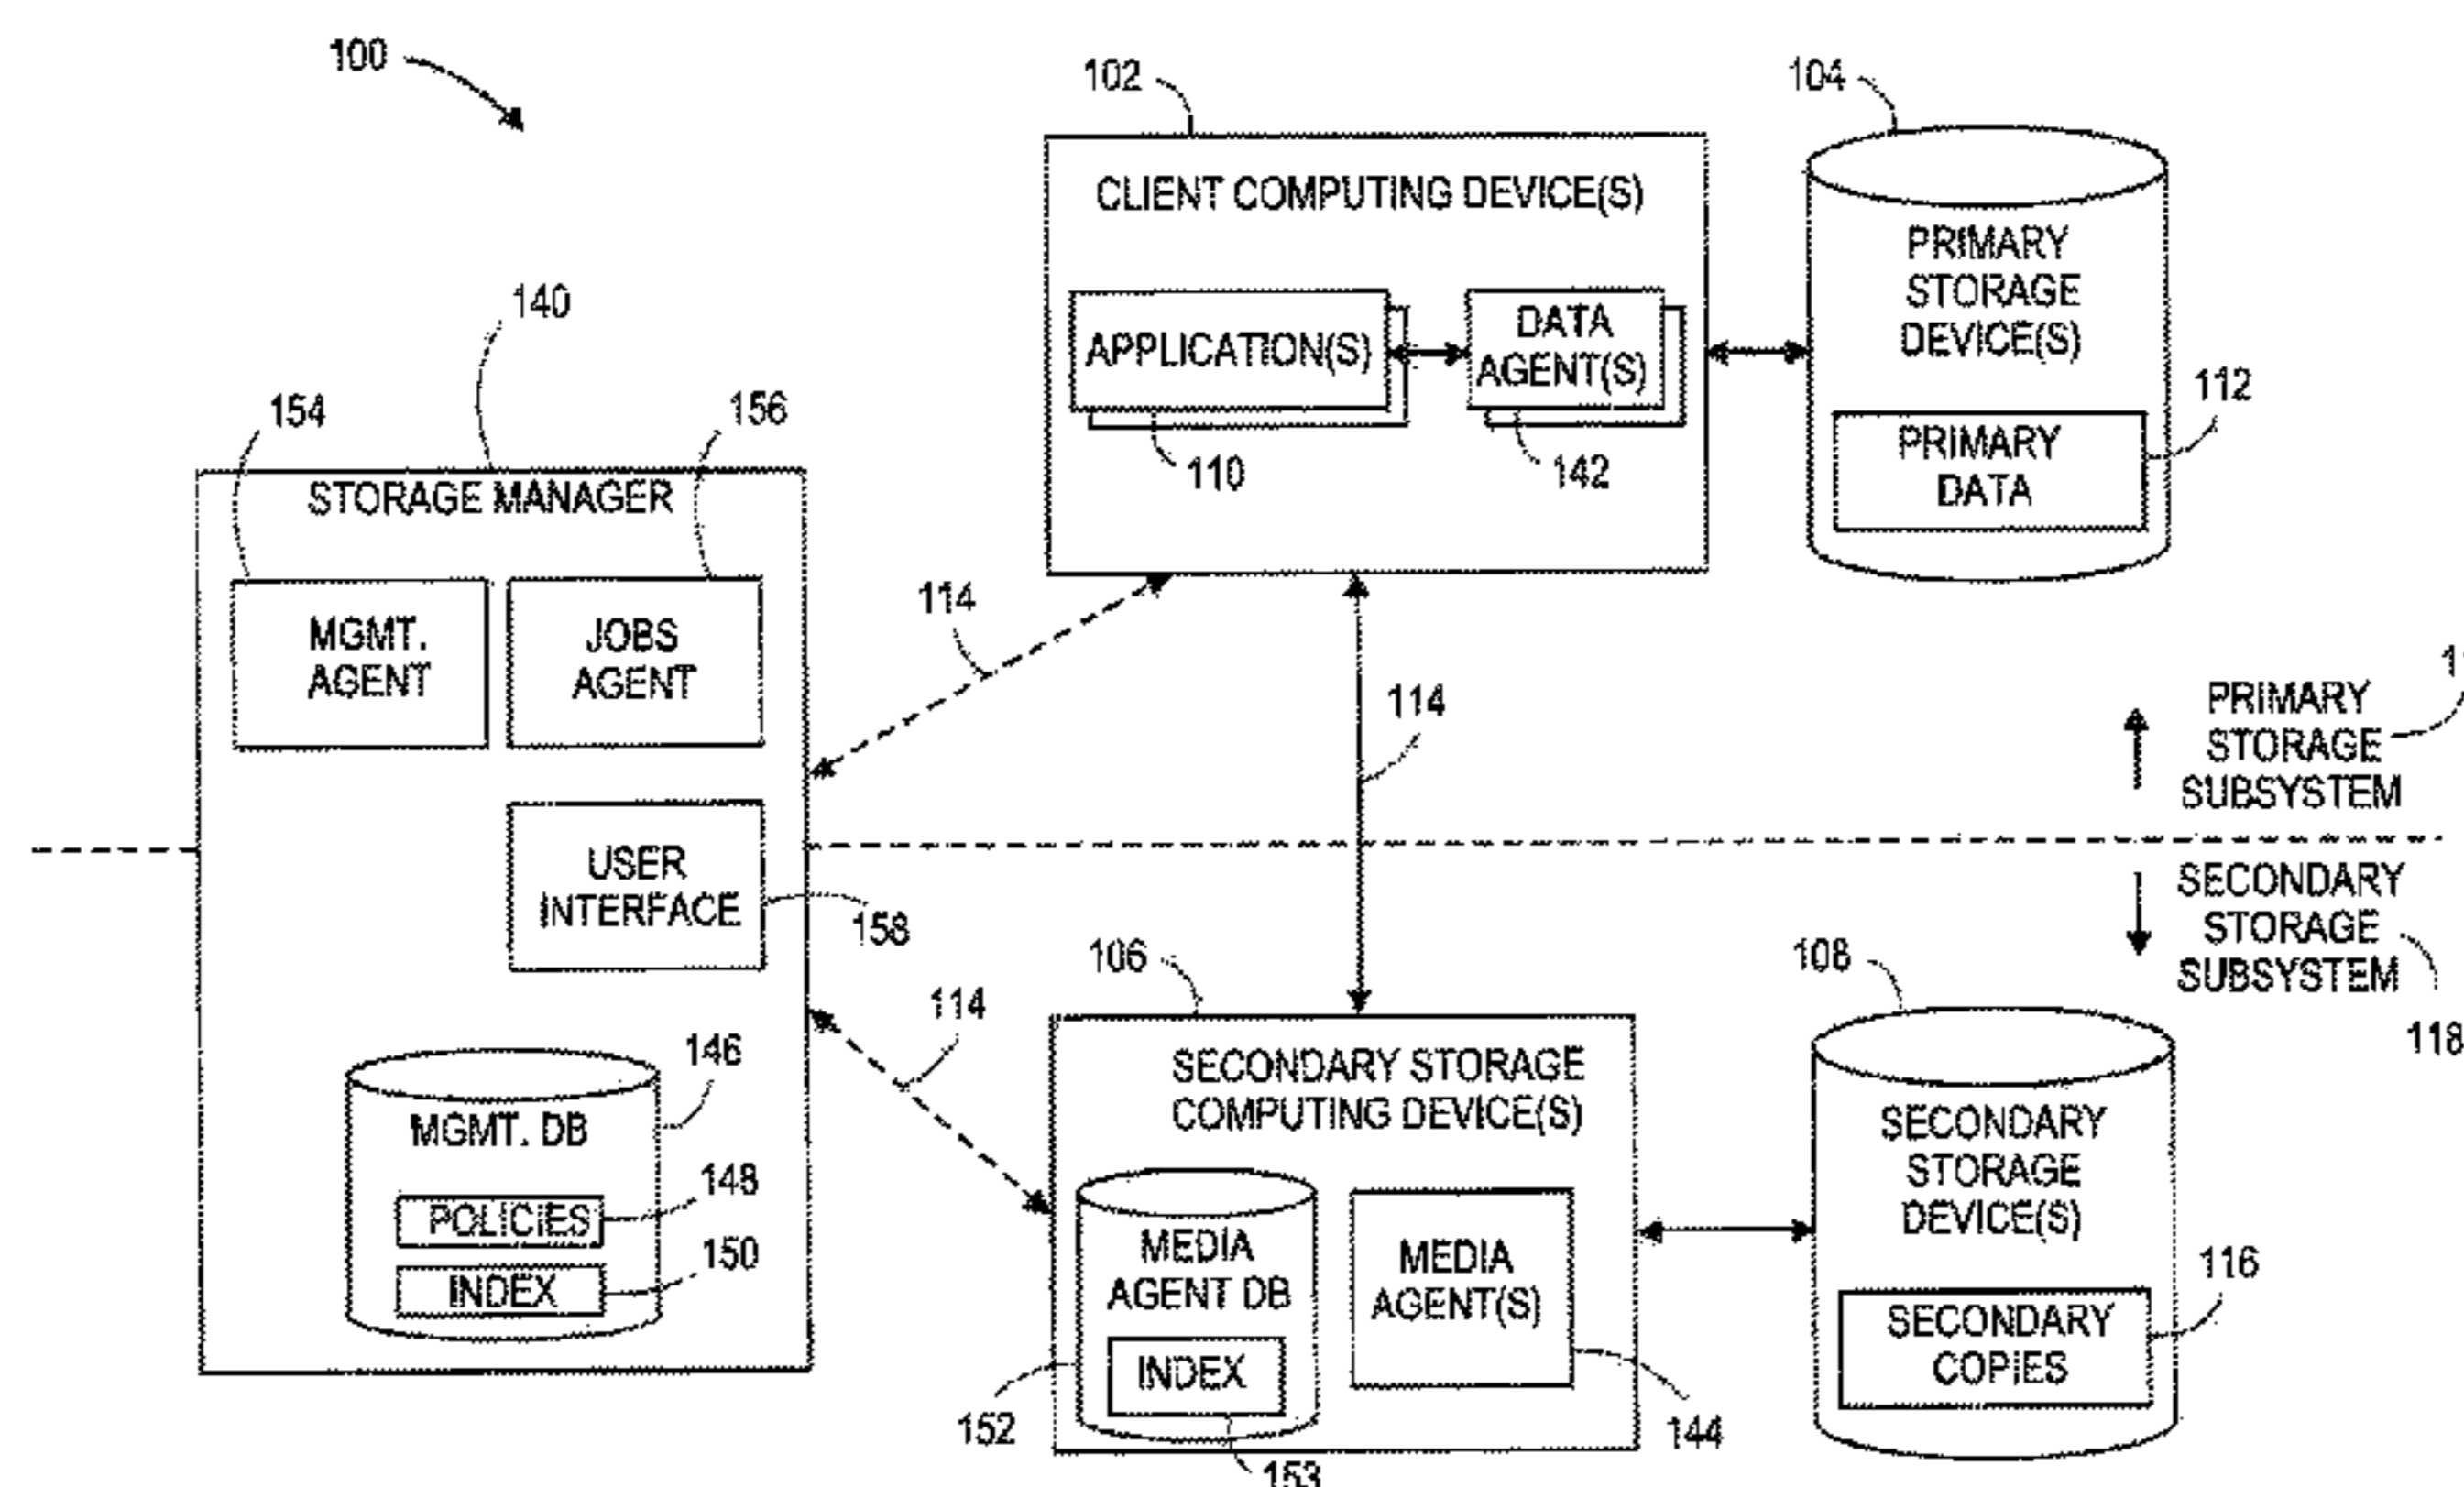 100
102
104
CLIENT COMPUTING DEVICE(S)
PRIMARY
STORAGE
DEVICE(S)
APPLICATION(S)
DATA
AGENT(S)
110
142
112
PRIMARY
DATA
140
154
156
STORAGE MANAGER
MGMT.
AGENT
JOBS
AGENT
114
114
PRIMARY
STORAGE
SUBSYSTEM
USER
INTERFACE
158
SECONDARY
STORAGE
SUBSYSTEM
118
114
106
108
146
MGMT. DB
148
POLICIES
150
INDEX
SECONDARY STORAGE
COMPUTING DEVICE(S)
MEDIA
AGENT DB
INDEX
MEDIA
AGENT(S)
152
153
144
SECONDARY
STORAGE
DEVICE(S)
116
SECONDARY
COPIES